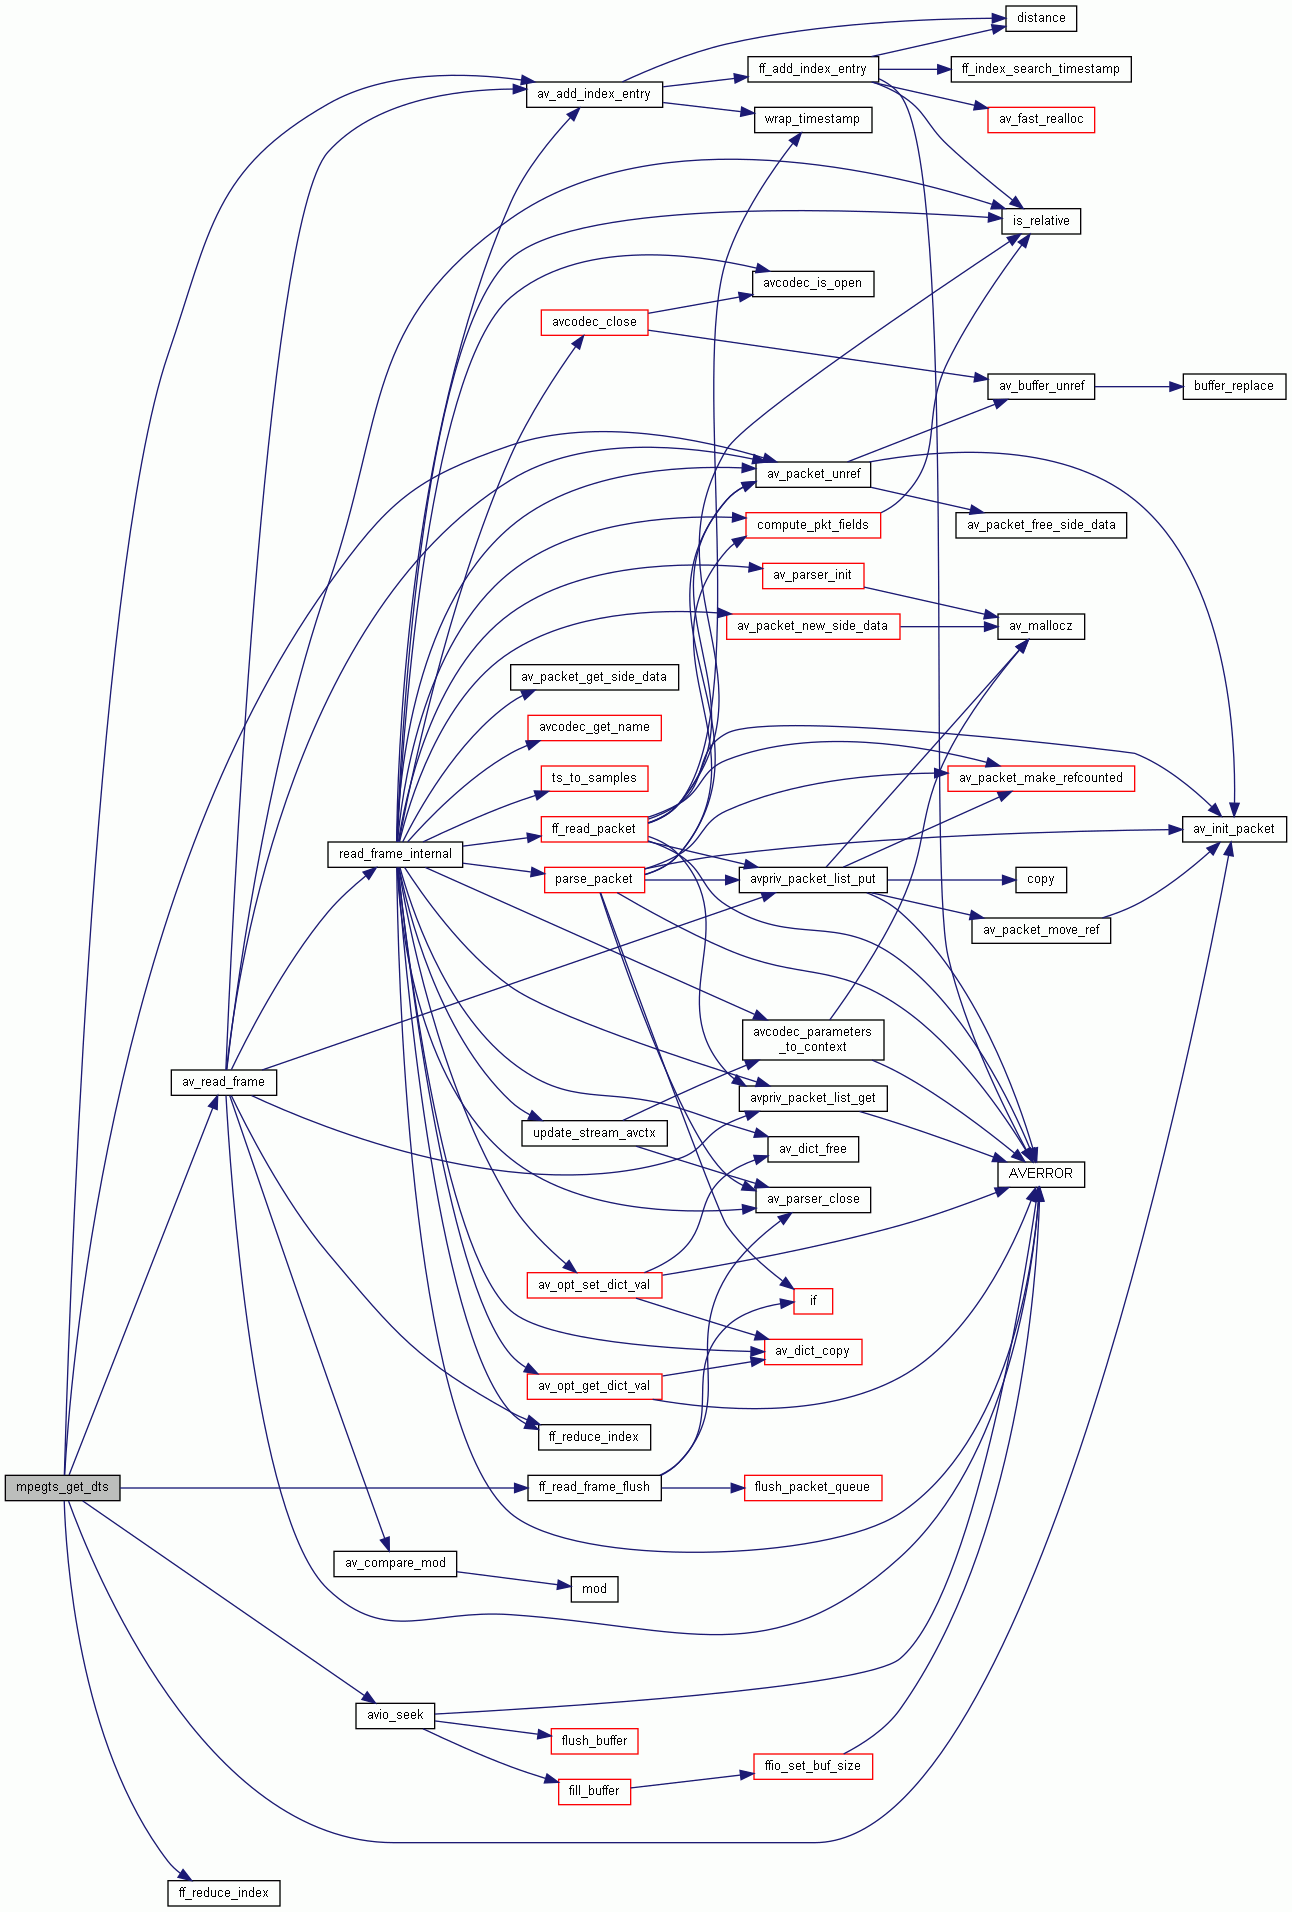 distance
ff_add_index_entry
ff_index_search_timestamp
av_add_index_entry
wrap_timestamp
av_fast_realloc
is_relative
avcodec_is_open
avcodec_close
av_buffer_unref
buffer_replace
av_packet_unref
compute_pkt_fields
av_packet_free_side_data
av_parser_init
av_packet_new_side_data
av_mallocz
av_packet_get_side_data
avcodec_get_name
ts_to_samples
av_packet_make_refcounted
ff_read_packet
av_init_packet
read_frame_internal
parse_packet
avpriv_packet_list_put
copy
av_packet_move_ref
avcodec_parameters
_to_context
av_read_frame
avpriv_packet_list_get
update_stream_avctx
av_dict_free
AVERROR
av_parser_close
av_opt_set_dict_val
if
av_dict_copy
av_opt_get_dict_val
ff_reduce_index
mpegts_get_dts
ff_read_frame_flush
flush_packet_queue
av_compare_mod
mod
avio_seek
flush_buffer
ffio_set_buf_size
fill_buffer
ff_reduce_index